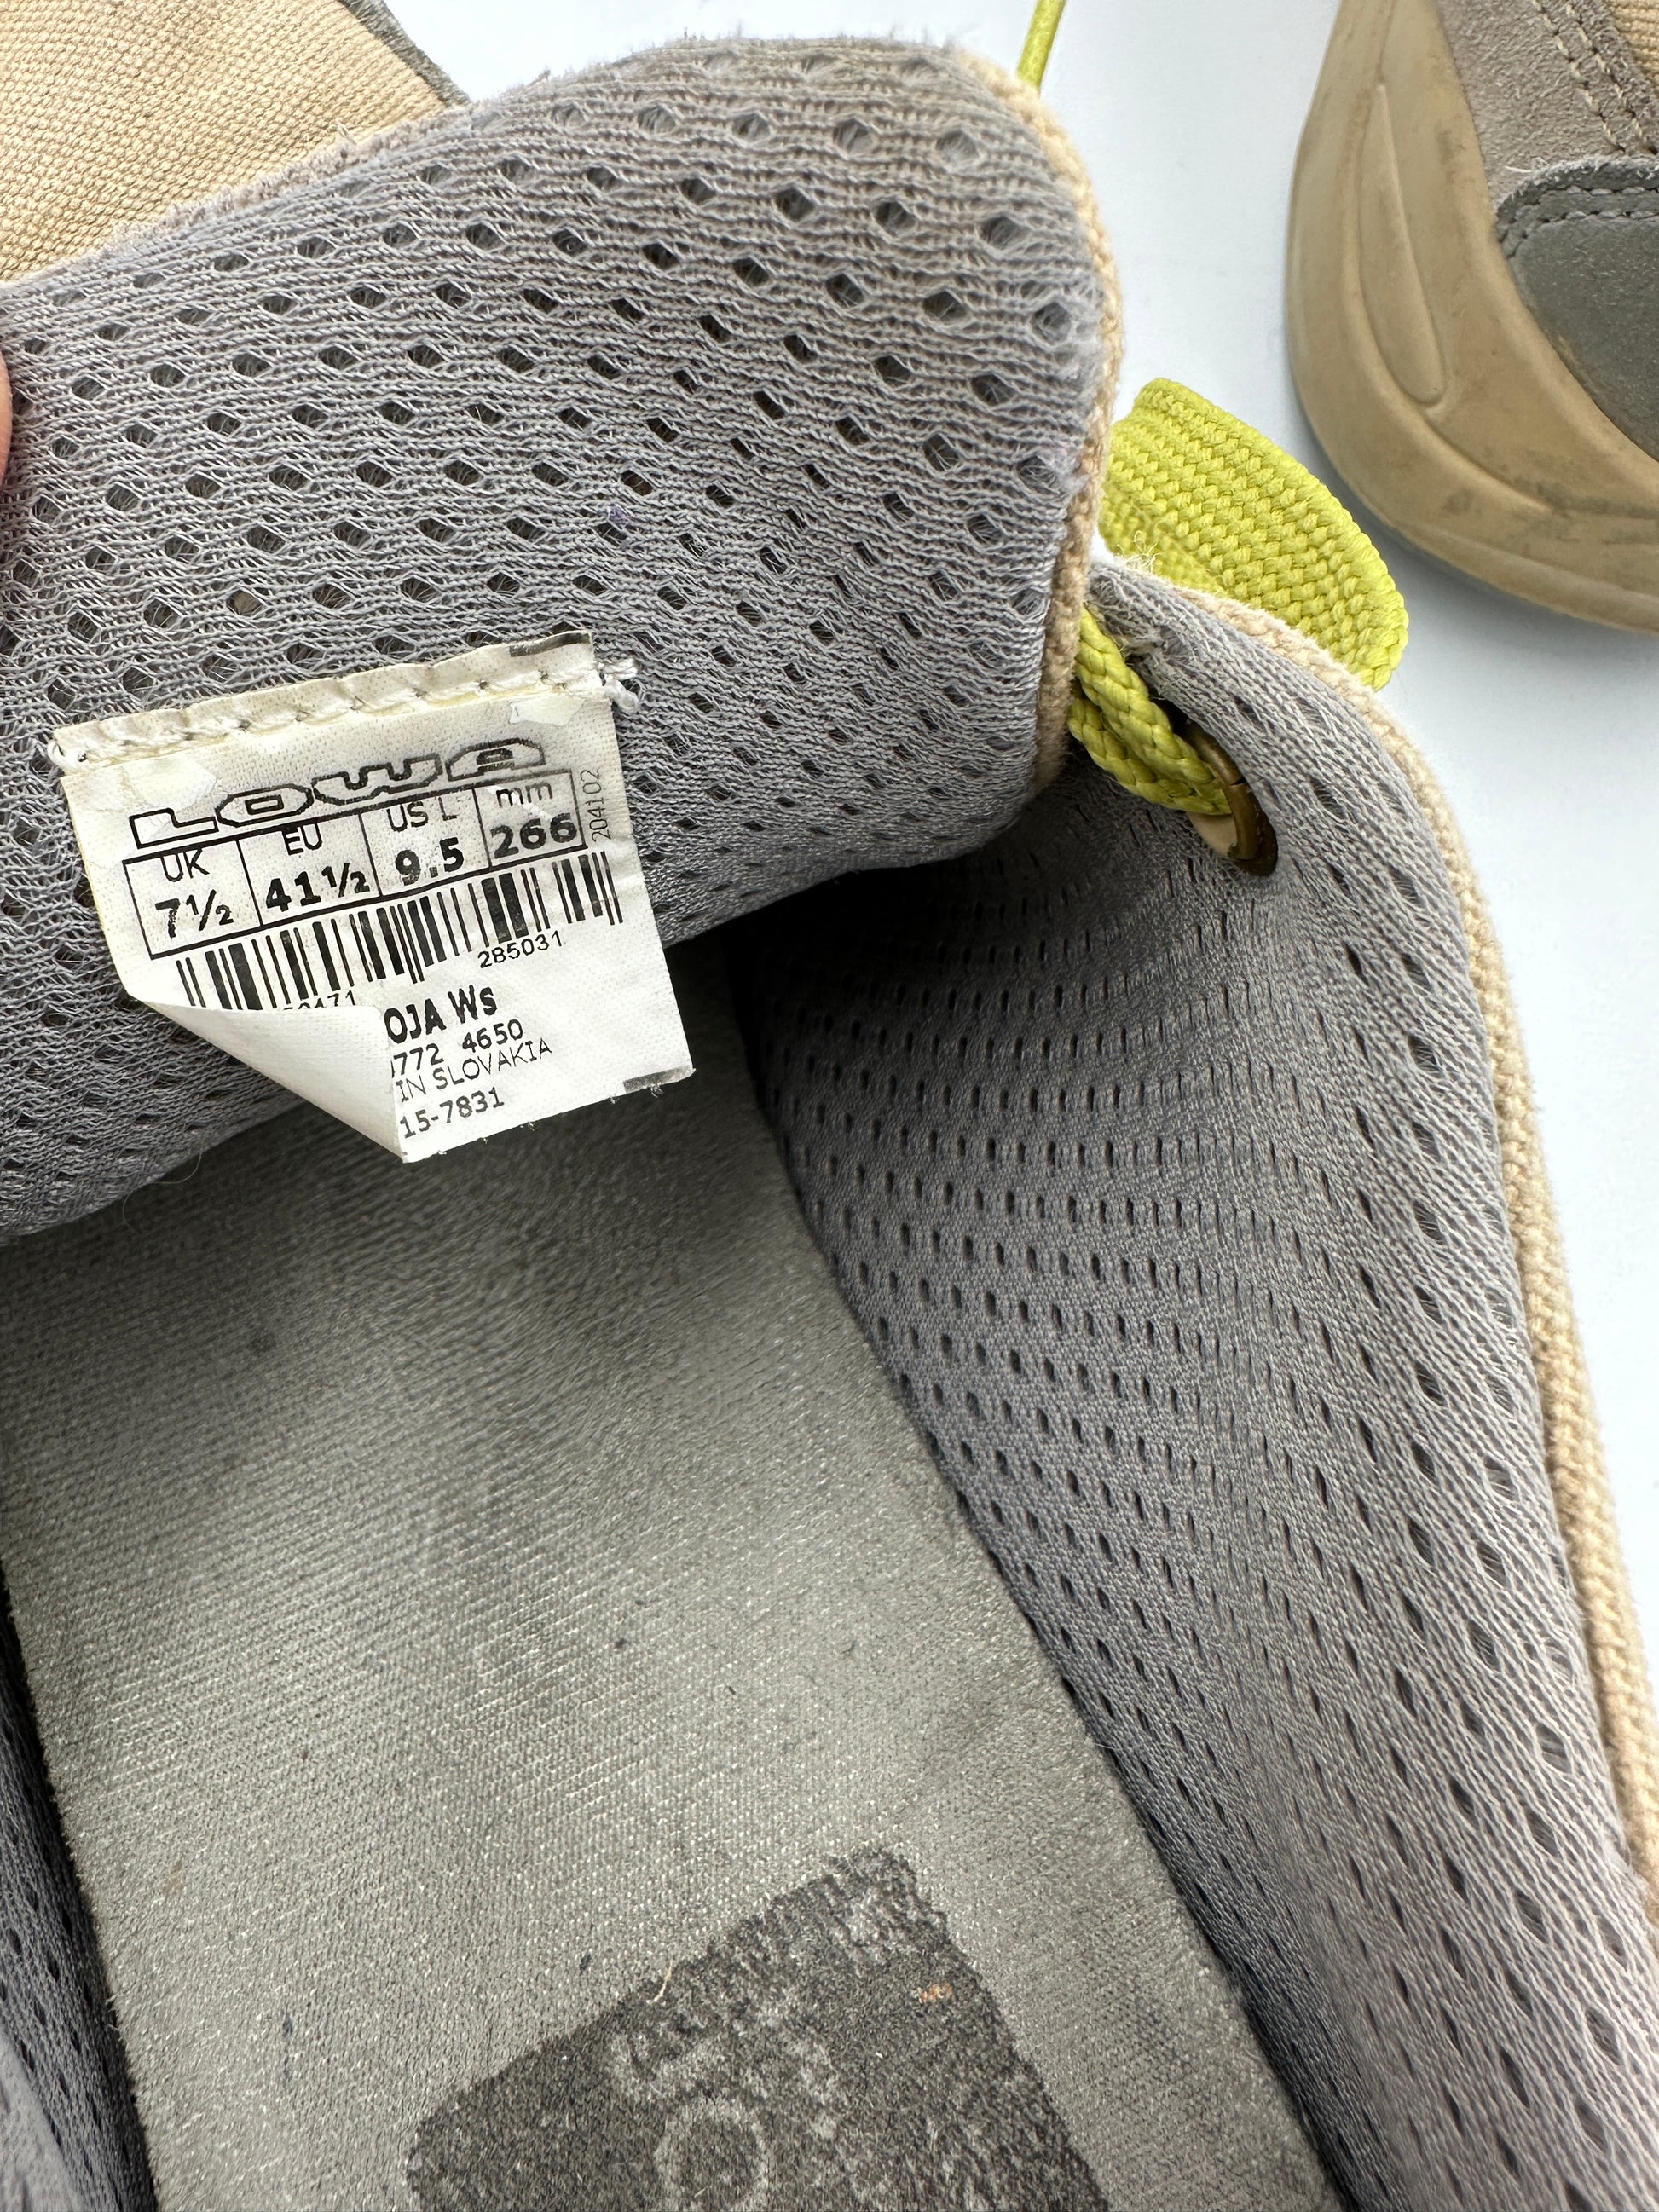 LOWA
UK EU US L mm
7½ 41½ 9.5 266
204102
285031
OJA Ws
772 4650
IN SLOVAKIA
15-7831